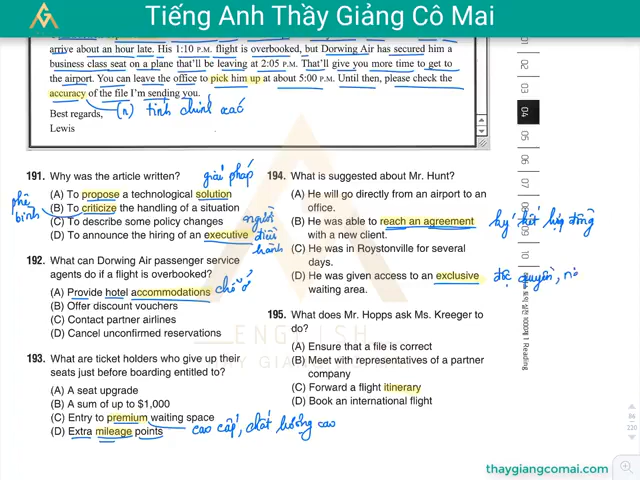 Tiếng Anh Thầy Giảng Cô Mai
arrive about an hour late. His 1:10 P.M. flight is overbooked, but Dorwing Air has secured him a
business class seat on a plane that'll be leaving at 2:05 P.M. That'll give you more time to get to
the airport. You can leave the office to pick him up at about 5:00 P.M. Until then, please check the
accuracy of the file I'm sending you.
(n) tính chính xác
Best regards,
Lewis
191. Why was the article written?
giải pháp
(A) To propose a technological solution
phê bình
(B) To criticize the handling of a situation
(C) To describe some policy changes
người điều hành
(D) To announce the hiring of an executive
192. What can Dorwing Air passenger service
agents do if a flight is overbooked?
(A) Provide hotel accommodations
chỗ ở
(B) Offer discount vouchers
(C) Contact partner airlines
(D) Cancel unconfirmed reservations
193. What are ticket holders who give up their
seats just before boarding entitled to?
(A) A seat upgrade
(B) A sum of up to $1,000
(C) Entry to premium waiting space
(D) Extra mileage points
cao cấp, chất lượng cao
194. What is suggested about Mr. Hunt?
(A) He will go directly from an airport to an
office.
(B) He was able to reach an agreement
ký kết hợp đồng
with a new client.
(C) He was in Roystonville for several
days.
(D) He was given access to an exclusive
độc quyền, nổ
waiting area.
195. What does Mr. Hopps ask Ms. Kreeger to
do?
(A) Ensure that a file is correct
(B) Meet with representatives of a partner
company
(C) Forward a flight itinerary
(D) Book an international flight
01
02
03
04
05
06
07
08
09
10
1 Reading
86
220
ENGLISH
thaygiangcomai.com